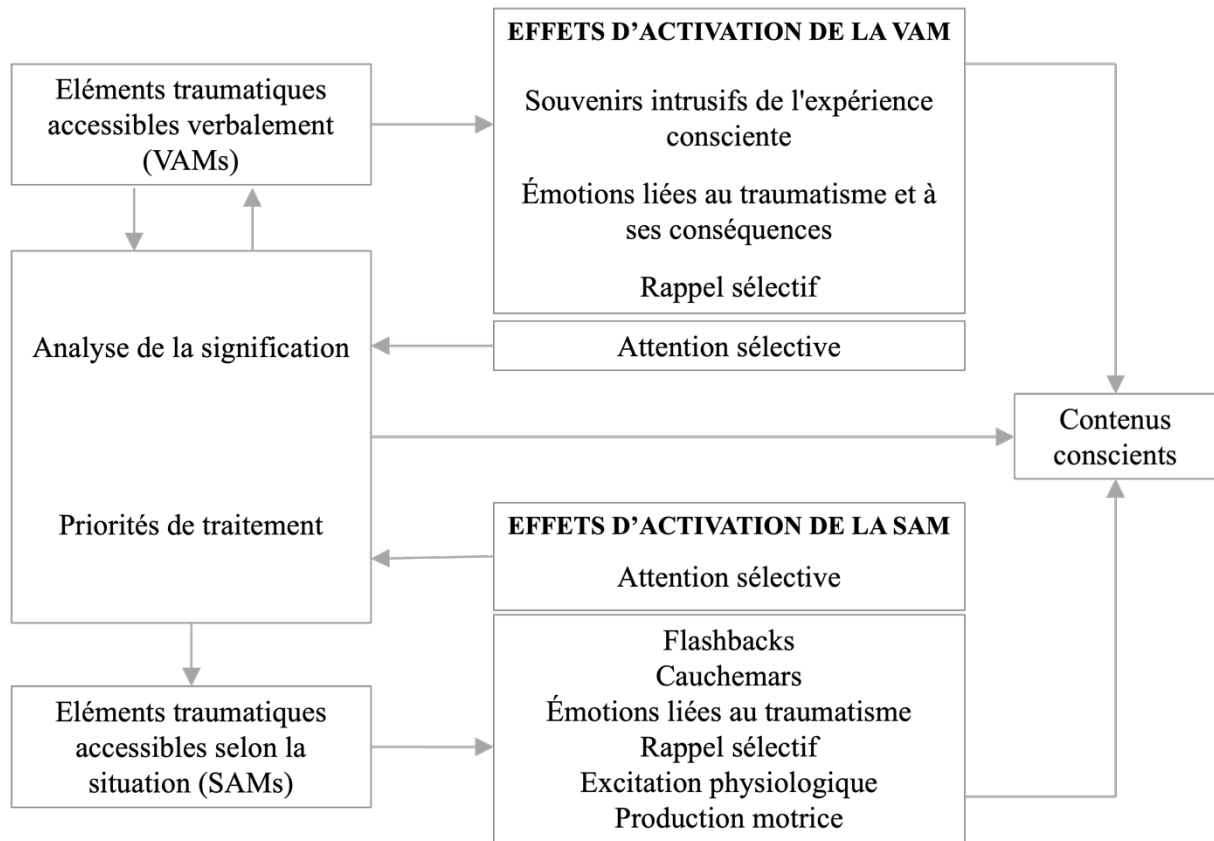 EFFETS D’ACTIVATION DE LA VAM
Eléments traumatiques
accessibles verbalement
(VAMs)
Souvenirs intrusifs de l'expérience
consciente
Émotions liées au traumatisme et à
ses conséquences
Rappel sélectif
Analyse de la signification
Attention sélective
Contenus
conscients
Priorités de traitement
EFFETS D’ACTIVATION DE LA SAM
Attention sélective
Eléments traumatiques
accessibles selon la
situation (SAMs)
Flashbacks
Cauchemars
Émotions liées au traumatisme
Rappel sélectif
Excitation physiologique
Production motrice